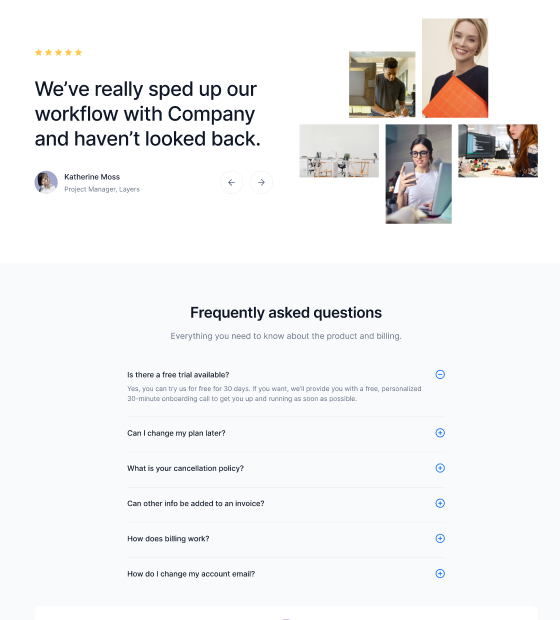 We’ve really sped up our
workflow with Company
and haven’t looked back.
Katherine Moss
Project Manager, Layers
Frequently asked questions
Everything you need to know about the product and billing.
Is there a free trial available?
Yes, you can try us for free for 30 days. If you want, we’ll provide you with a free, personalized
30-minute onboarding call to get you up and running as soon as possible.
Can I change my plan later?
What is your cancellation policy?
Can other info be added to an invoice?
How does billing work?
How do I change my account email?